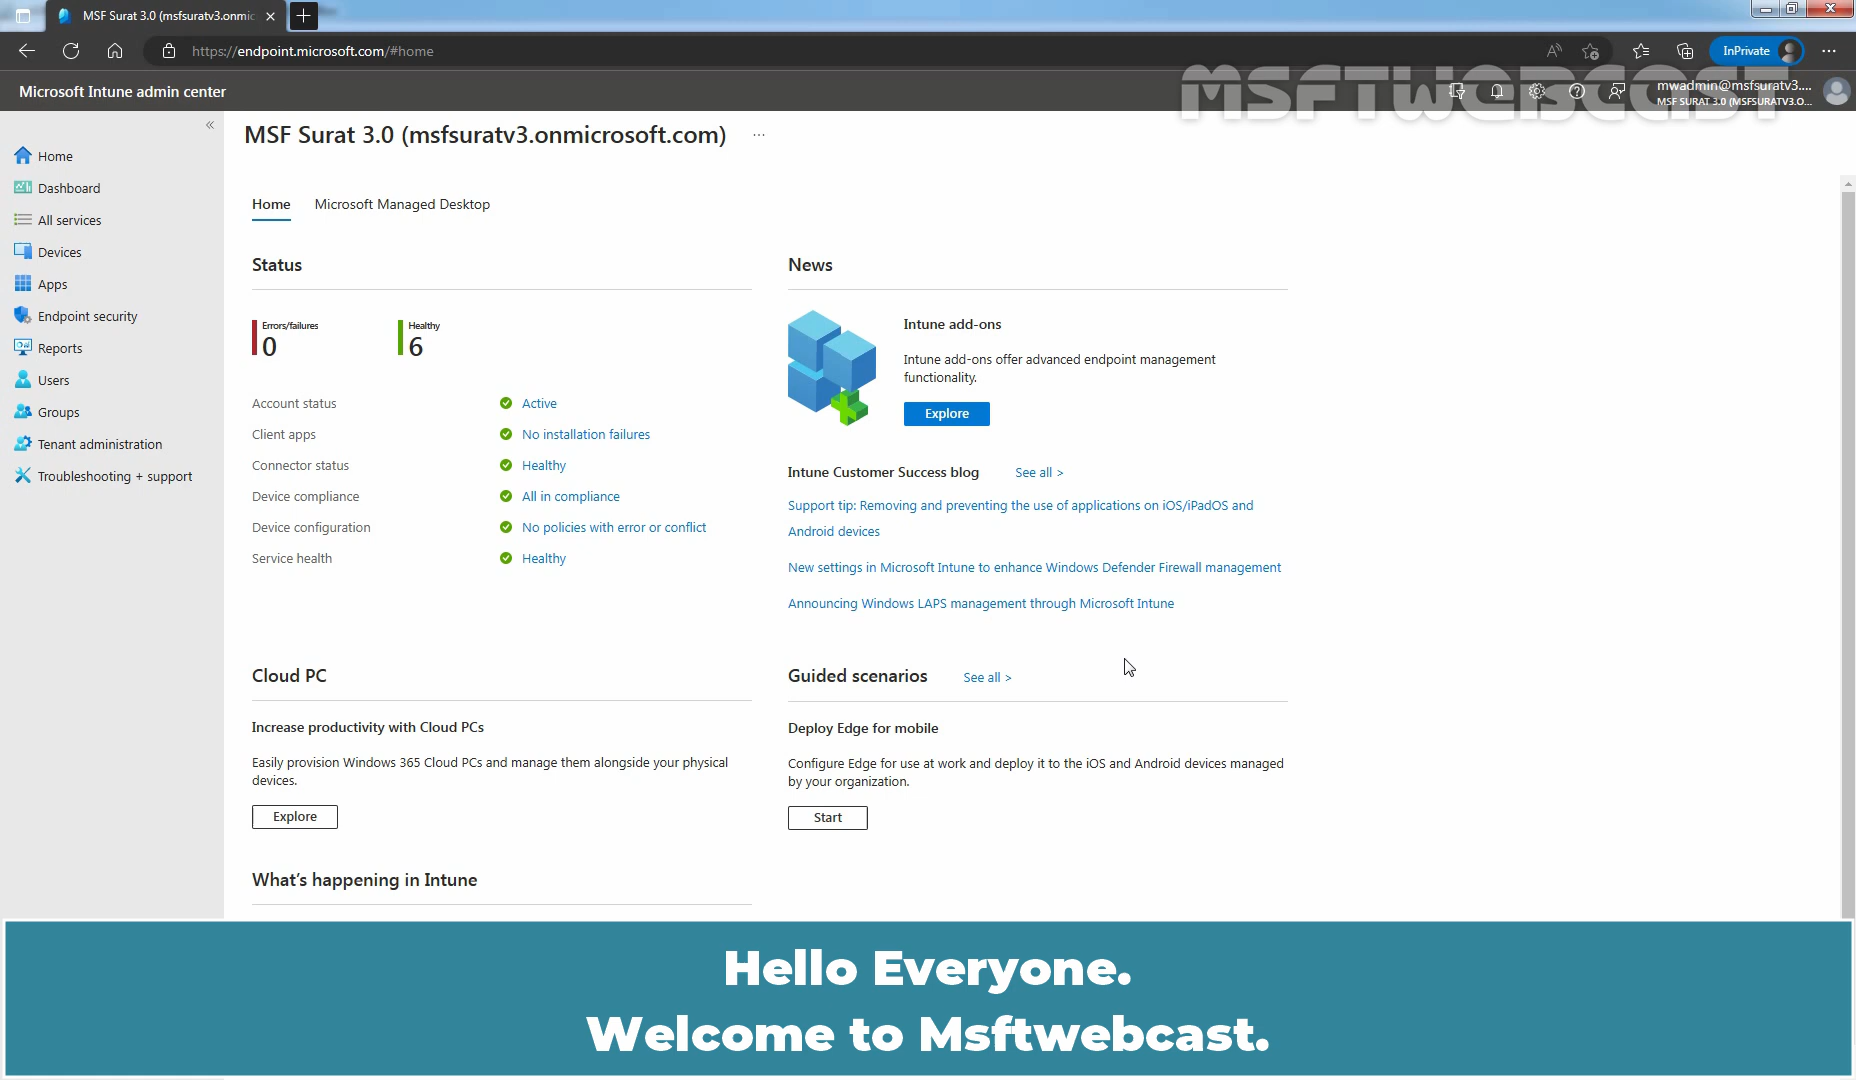 MSF Surat 3.0 (msfsuratv3.onmic
https://endpoint.microsoft.com/#home
InPrivate
Microsoft Intune admin center
MSFTWEBCAST
mwadmin@msfsuratv3....
MSF SURAT 3.0 (MSFSURATV3.O...
MSF Surat 3.0 (msfsuratv3.onmicrosoft.com)
...
Home
Dashboard
All services
Devices
Apps
Endpoint security
Reports
Users
Groups
Tenant administration
Troubleshooting + support
Home
Microsoft Managed Desktop
Status
Errors/failures
0
Healthy
6
Account status
Active
Client apps
No installation failures
Connector status
Healthy
Device compliance
All in compliance
Device configuration
No policies with error or conflict
Service health
Healthy
News
Intune add-ons
Intune add-ons offer advanced endpoint management
functionality.
Explore
Intune Customer Success blog
See all >
Support tip: Removing and preventing the use of applications on iOS/iPadOS and
Android devices
New settings in Microsoft Intune to enhance Windows Defender Firewall management
Announcing Windows LAPS management through Microsoft Intune
Cloud PC
Increase productivity with Cloud PCs
Easily provision Windows 365 Cloud PCs and manage them alongside your physical
devices.
Explore
Guided scenarios
See all >
Deploy Edge for mobile
Configure Edge for use at work and deploy it to the iOS and Android devices managed
by your organization.
Start
What's happening in Intune
Hello Everyone.
Welcome to Msftwebcast.